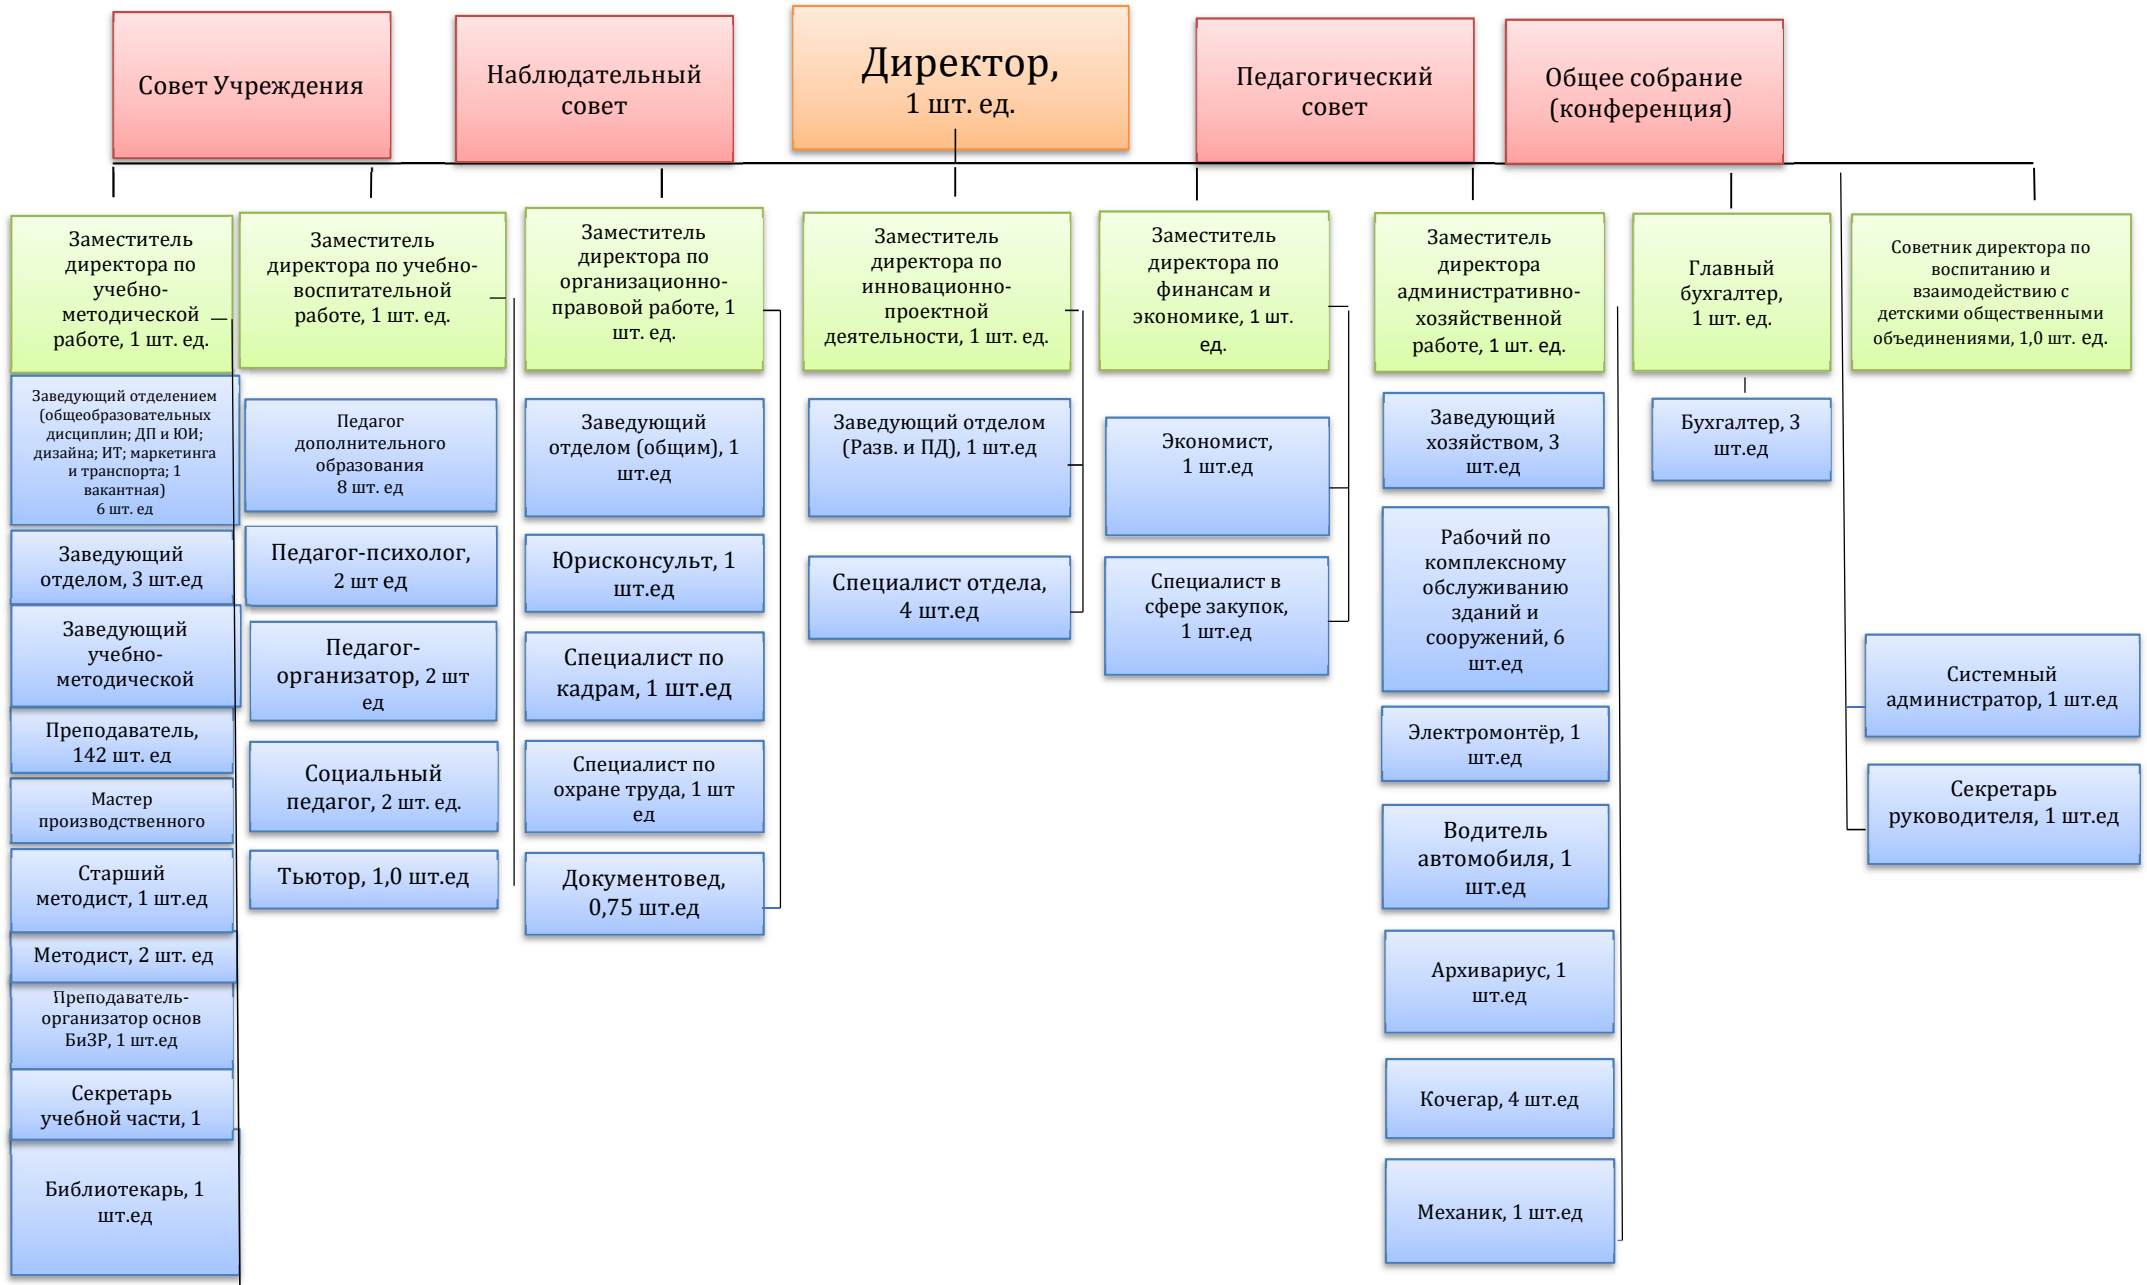 Совет Учреждения
Наблюдательный
совет
Директор,
1 шт. ед.
Педагогический
совет
Общее собрание
(конференция)
Заместитель
директора по
учебно-
методической
работе, 1 шт. ед.
Заведующий отделением
(общеобразовательных
дисциплин; ДП и ЮИ;
дизайна; ИТ; маркетинга
и транспорта; 1
вакантная)
6 шт. ед
Заведующий
отделом, 3 шт.ед
Заведующий
учебно-
методической
Преподаватель,
142 шт. ед
Мастер
производственного
Старший
методист, 1 шт.ед
Методист, 2 шт. ед
Преподаватель-
организатор основ
БиЗР, 1 шт.ед
Секретарь
учебной части, 1
Библиотекарь, 1
шт.ед
Заместитель
директора по учебно-
воспитательной
работе, 1 шт. ед.
Педагог
дополнительного
образования
8 шт. ед
Педагог-психолог,
2 шт ед
Педагог-
организатор, 2 шт
ед
Социальный
педагог, 2 шт. ед.
Тьютор, 1,0 шт.ед
Заместитель
директора по
организационно-
правовой работе, 1
шт. ед.
Заведующий
отделом (общим), 1
шт.ед
Юрисконсульт, 1
шт.ед
Специалист по
кадрам, 1 шт.ед
Специалист по
охране труда, 1 шт
ед
Документовед,
0,75 шт.ед
Заместитель
директора по
инновационно-
проектной
деятельности, 1 шт. ед.
Заведующий отделом
(Разв. и ПД), 1 шт.ед
Специалист отдела,
4 шт.ед
Заместитель
директора по
финансам и
экономике, 1 шт.
ед.
Экономист,
1 шт.ед
Специалист в
сфере закупок,
1 шт.ед
Заместитель
директора
административно-
хозяйственной
работе, 1 шт. ед.
Заведующий
хозяйством, 3
шт.ед
Рабочий по
комплексному
обслуживанию
зданий и
сооружений, 6
шт.ед
Электромонтёр, 1
шт.ед
Водитель
автомобиля, 1
шт.ед
Архивариус, 1
шт.ед
Кочегар, 4 шт.ед
Механик, 1 шт.ед
Главный
бухгалтер,
1 шт. ед.
Бухгалтер, 3
шт.ед
Советник директора по
воспитанию и
взаимодействию с
детскими общественными
объединениями, 1,0 шт. ед.
Системный
администратор, 1 шт.ед
Секретарь
руководителя, 1 шт.ед